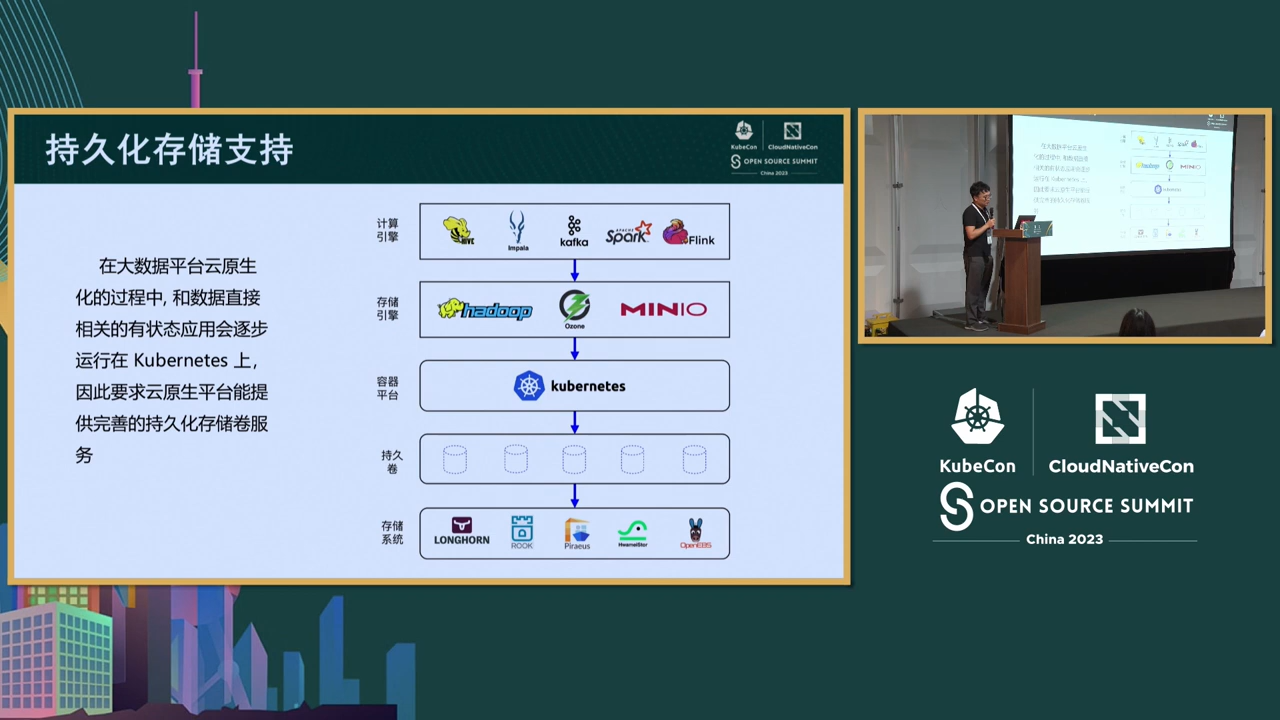 持久化存储支持
KubeCon
CloudNativeCon
OPEN SOURCE SUMMIT
China 2023
在大数据平台云原生
化的过程中, 和数据直接
相关的有状态应用会逐步
运行在 Kubernetes 上,
因此要求云原生平台能提
供完善的持久化存储卷服
务
计算
引擎
HIVE
Impala
kafka
APACHE
Spark
Flink
存储
引擎
hadoop
Ozone
MINIO
容器
平台
kubernetes
持久
卷
存储
系统
LONGHORN
ROOK
Piraeus
HwameiStor
OpenEBS
KubeCon
CloudNativeCon
OPEN SOURCE SUMMIT
China 2023